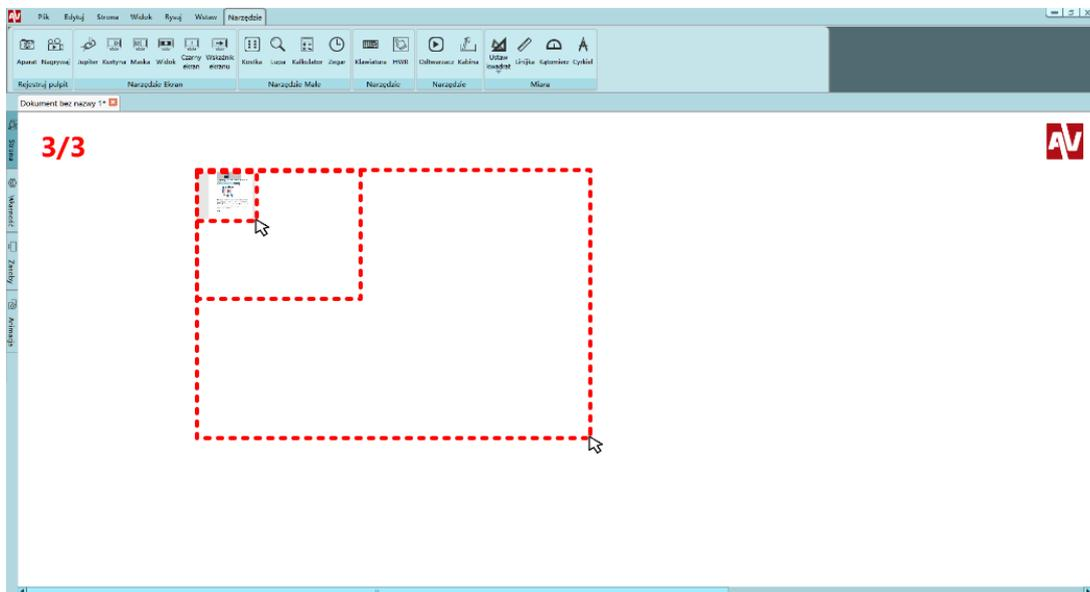 Plik Edytuj Strona Widok Rysuj Wstaw Narzędzie
Aparat Nagrywaj Jupiter Kurtyna Maska Widok Czarny ekran Wskaźnik ekranu Kostka Lupa Kalkulator Zegar Klawiatura HWR Odtwarzacz Kabina Ustaw kwadrat Linijka Kątomierz Cyrkiel
Rejestruj pulpit Narzędzie Ekran Narzędzie Małe Narzędzie Narzędzie Miara
Dokument bez nazwy 1*
3/3
AV
Strona
Warstwy
Zasoby
Animacja